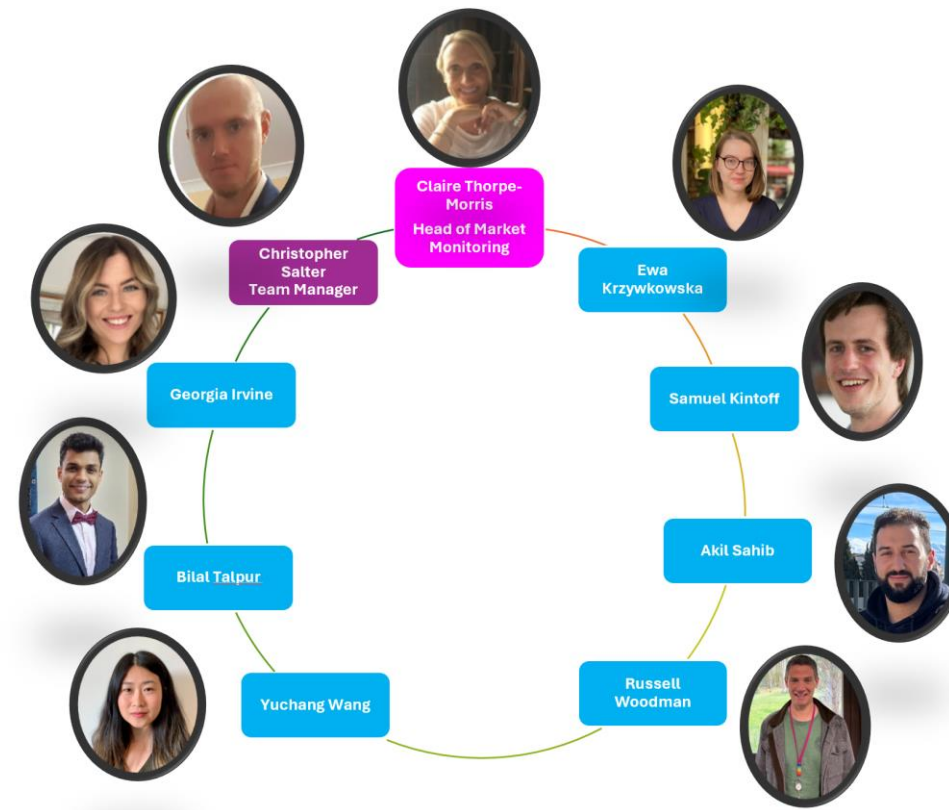 Claire Thorpe-
Morris
Head of Market
Monitoring
Christopher
Salter
Team Manager
Ewa
Krzywkowska
Georgia Irvine
Samuel Kintoff
Akil Sahib
Bilal Talpur
Russell
Woodman
Yuchang Wang